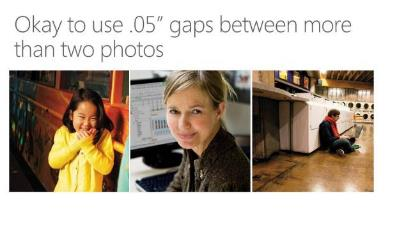 Okay to use .05” gaps between more
than two photos